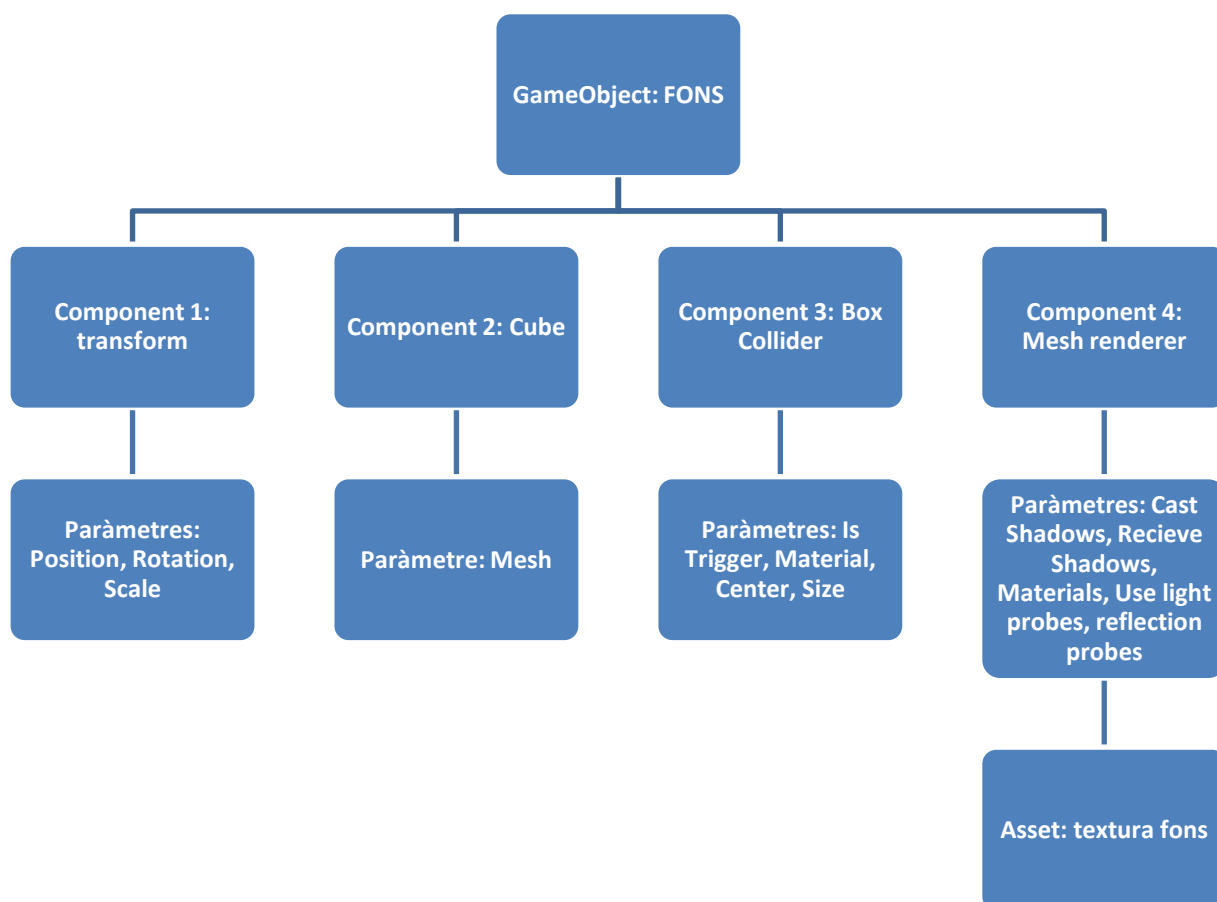 GameObject: FONS
Component 1:
transform
Component 2: Cube
Component 3: Box
Collider
Component 4:
Mesh renderer
Paràmetres:
Position, Rotation,
Scale
Paràmetre: Mesh
Paràmetres: Is
Trigger, Material,
Center, Size
Paràmetres: Cast
Shadows, Recieve
Shadows,
Materials, Use light
probes, reflection
probes
Asset: textura fons